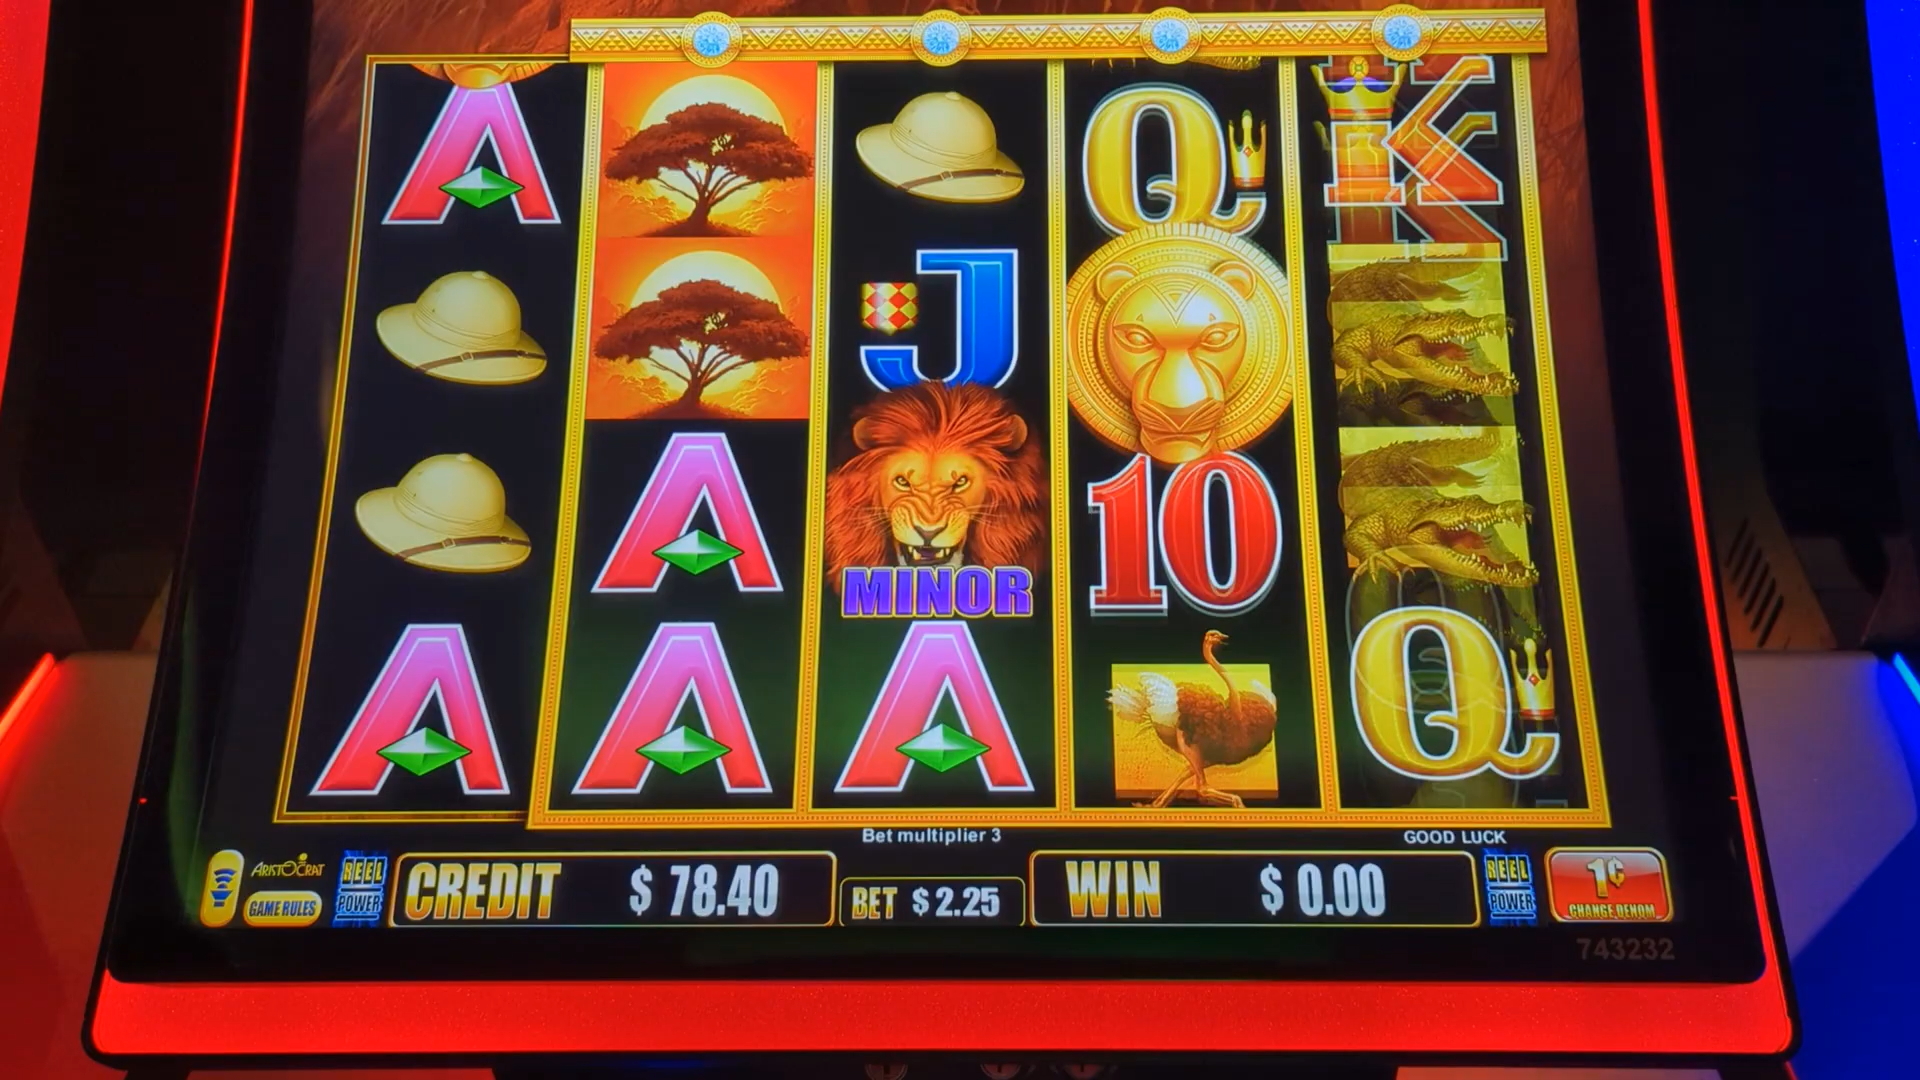 A Q K
J
A MINOR 10
A A A Q
Bet multiplier 3 GOOD LUCK
ARISTOCRAT
GAME RULES
REEL POWER
CREDIT $ 78.40
BET $ 2.25
WIN $ 0.00
REEL POWER
1¢
CHANGE DENOM
743232